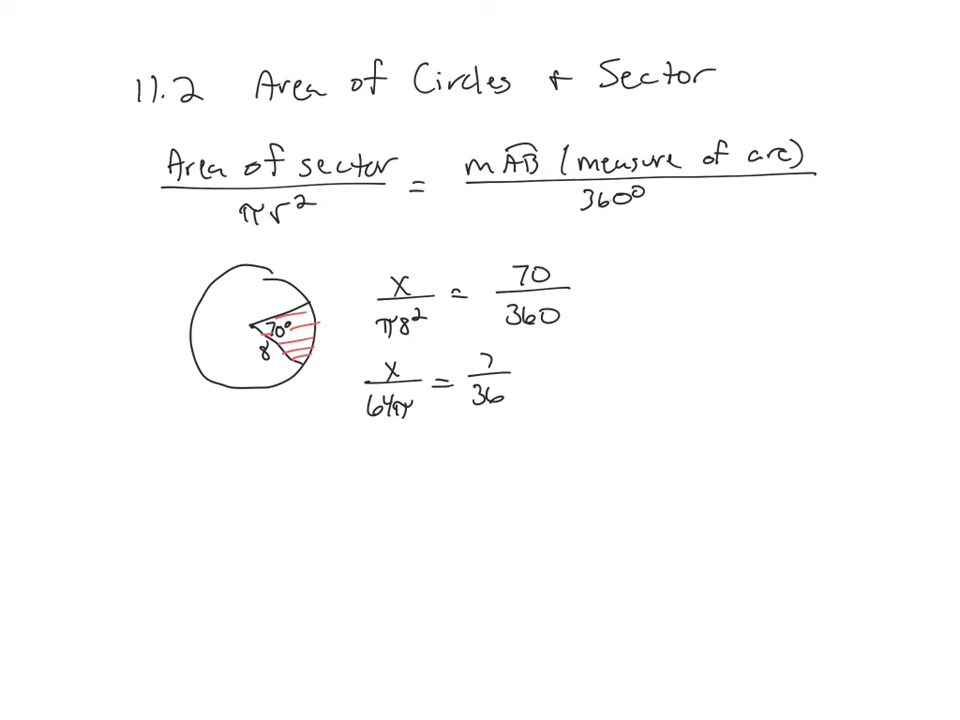 11.2 Area of Circles + Sector
Area of sector / πr² = m AB (measure of arc) / 360°
70°
8
x / π8² = 70 / 360
x / 64π = 7 / 36